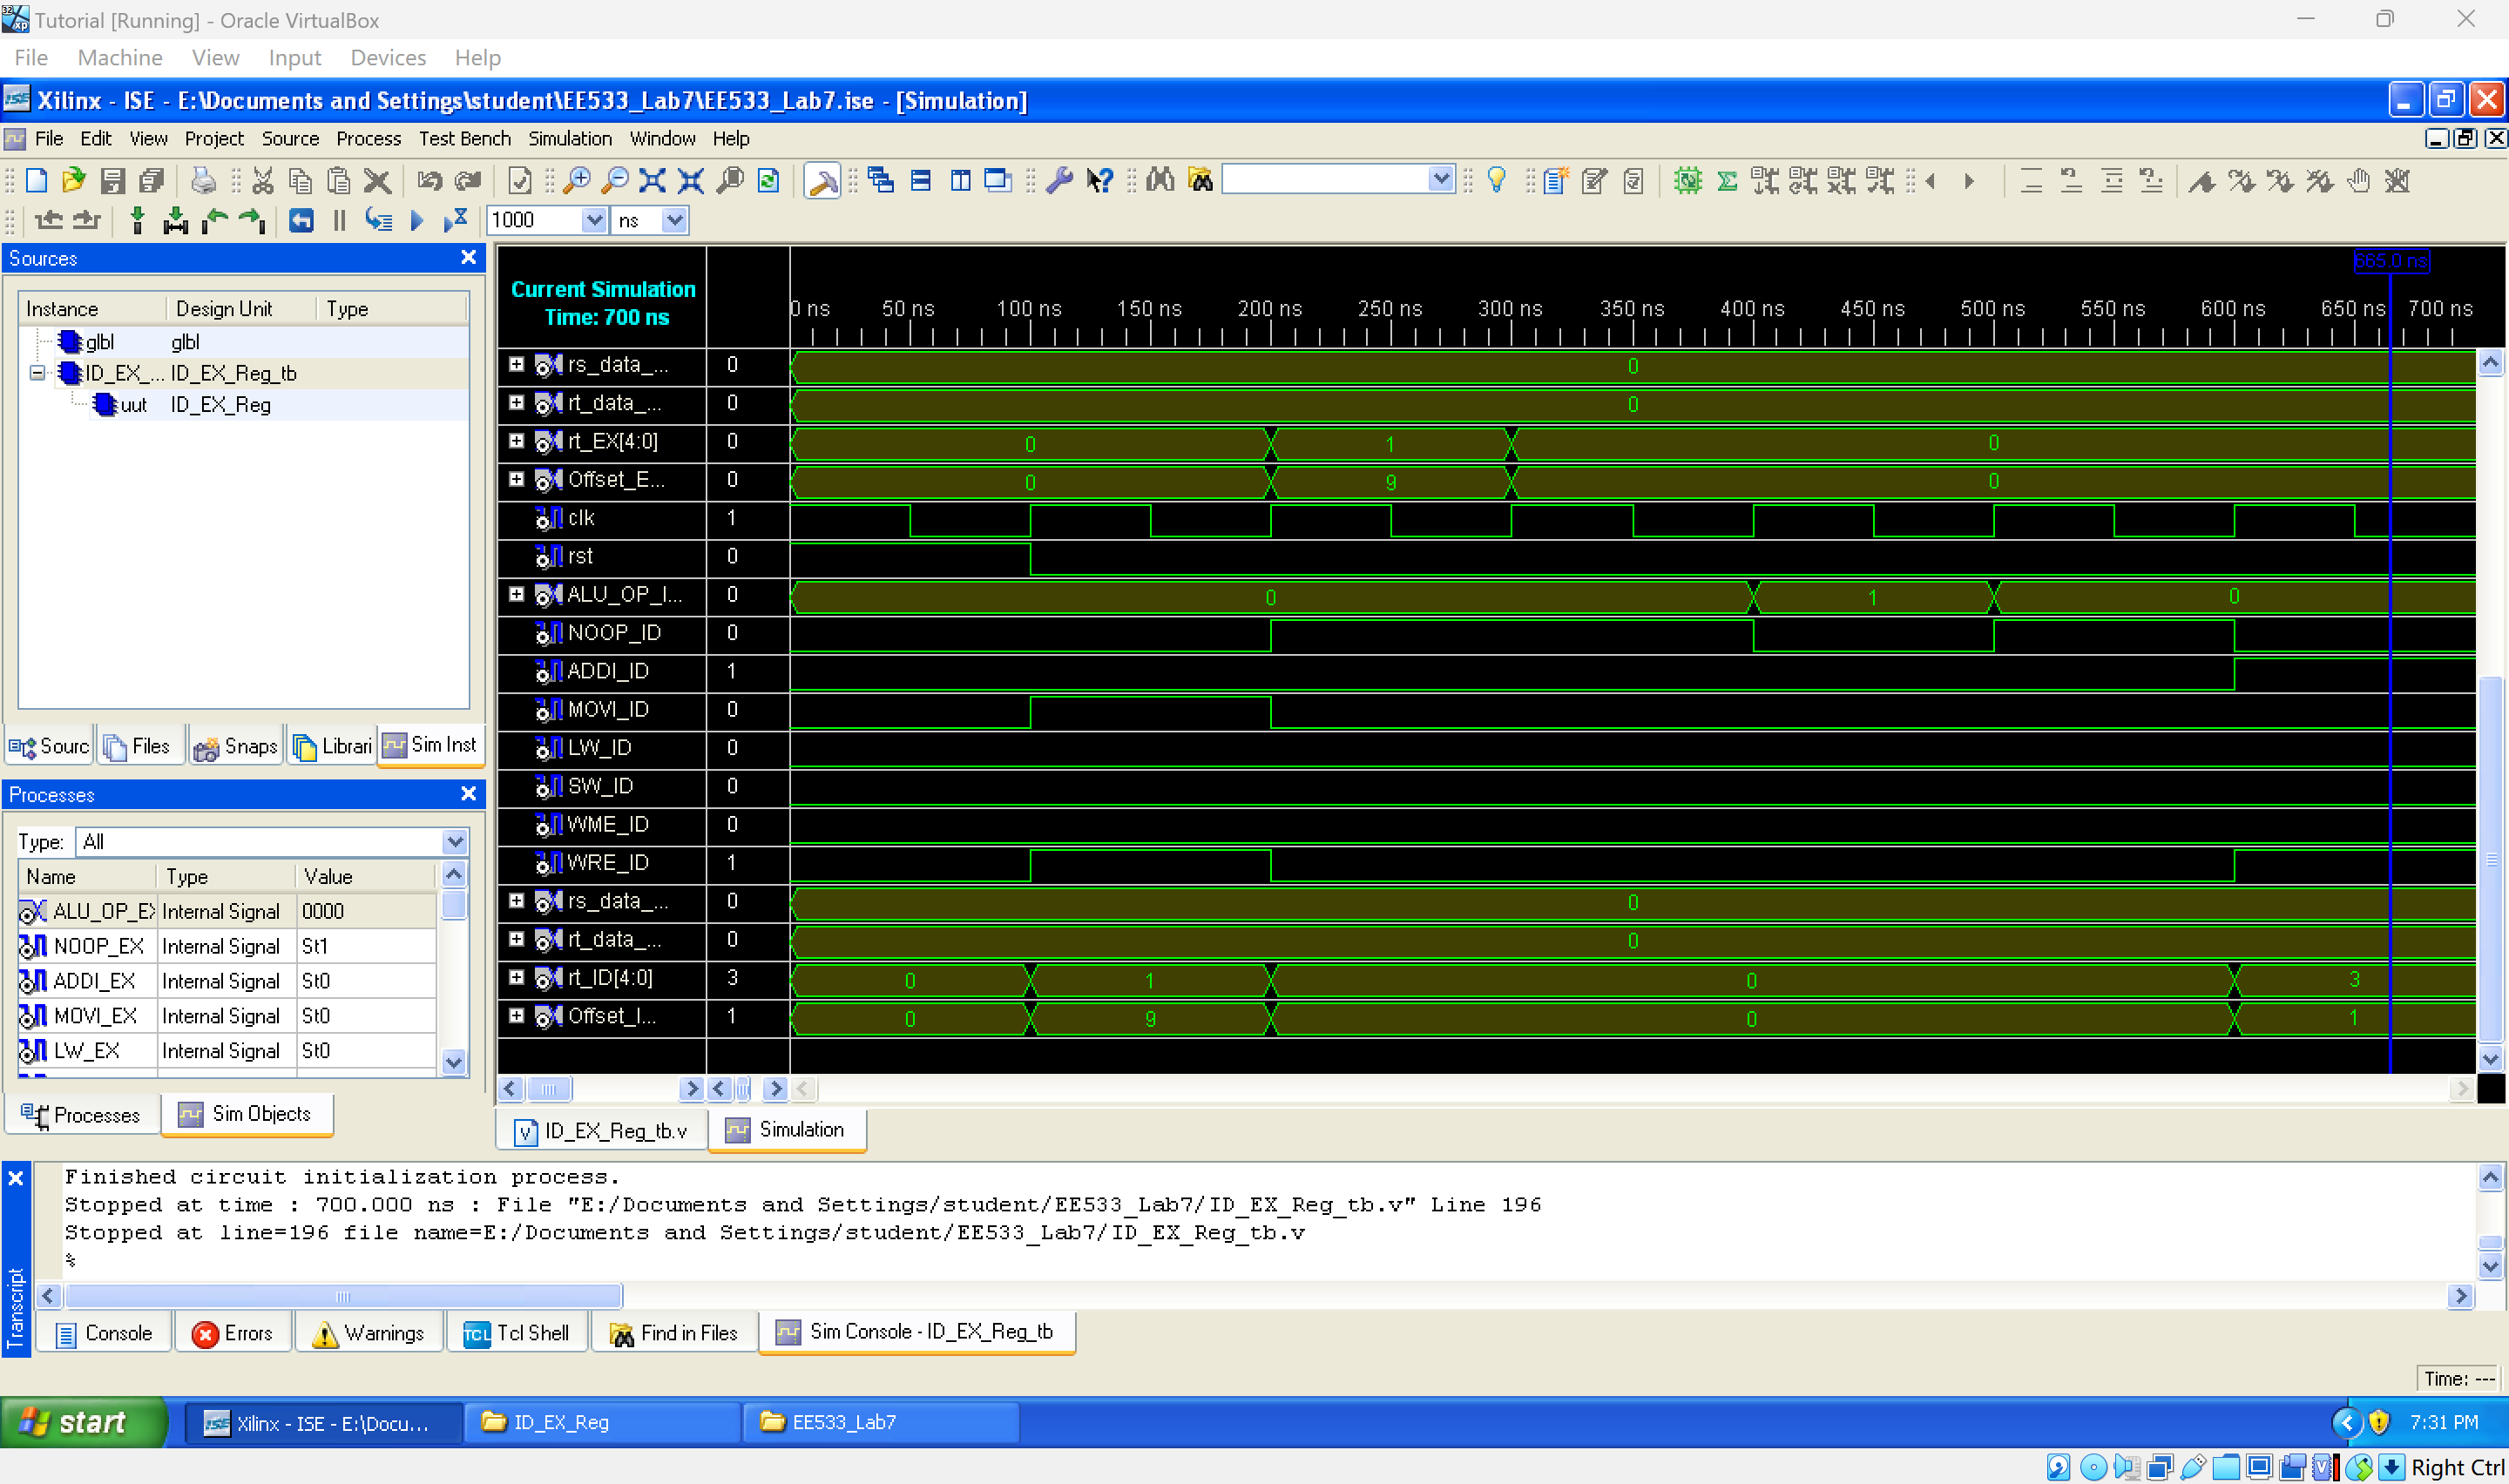 Tutorial [Running] - Oracle VirtualBox
File Machine View Input Devices Help
Xilinx - ISE - E:\Documents and Settings\student\EE533_Lab7\EE533_Lab7.ise - [Simulation]
File Edit View Project Source Process Test Bench Simulation Window Help
1000 ns
Sources
Instance Design Unit Type
glbl glbl
ID_EX_... ID_EX_Reg_tb
uut ID_EX_Reg
Sourc Files Snaps Librari Sim Inst
Processes
Type: All
Name Type Value
ALU_OP_EX Internal Signal 0000
NOOP_EX Internal Signal St1
ADDI_EX Internal Signal St0
MOVI_EX Internal Signal St0
LW_EX Internal Signal St0
Processes Sim Objects
665.0 ns
Current Simulation
Time: 700 ns
0 ns 50 ns 100 ns 150 ns 200 ns 250 ns 300 ns 350 ns 400 ns 450 ns 500 ns 550 ns 600 ns 650 ns 700 ns
rs_data_... 0 0
rt_data_... 0 0
rt_EX[4:0] 0 0 1 0
Offset_E... 0 0 9 0
clk 1
rst 0
ALU_OP_I... 0 0 1 0
NOOP_ID 0
ADDI_ID 1
MOVI_ID 0
LW_ID 0
SW_ID 0
WME_ID 0
WRE_ID 1
rs_data_... 0 0
rt_data_... 0 0
rt_ID[4:0] 3 0 1 0 3
Offset_I... 1 0 9 0 1
ID_EX_Reg_tb.v Simulation
Finished circuit initialization process.
Stopped at time : 700.000 ns : File "E:/Documents and Settings/student/EE533_Lab7/ID_EX_Reg_tb.v" Line 196
Stopped at line=196 file name=E:/Documents and Settings/student/EE533_Lab7/ID_EX_Reg_tb.v
%
Transcript
Console Errors Warnings TCL Tcl Shell Find in Files Sim Console - ID_EX_Reg_tb
Time: ---
start Xilinx - ISE - E:\Docu... ID_EX_Reg EE533_Lab7 7:31 PM
Right Ctrl